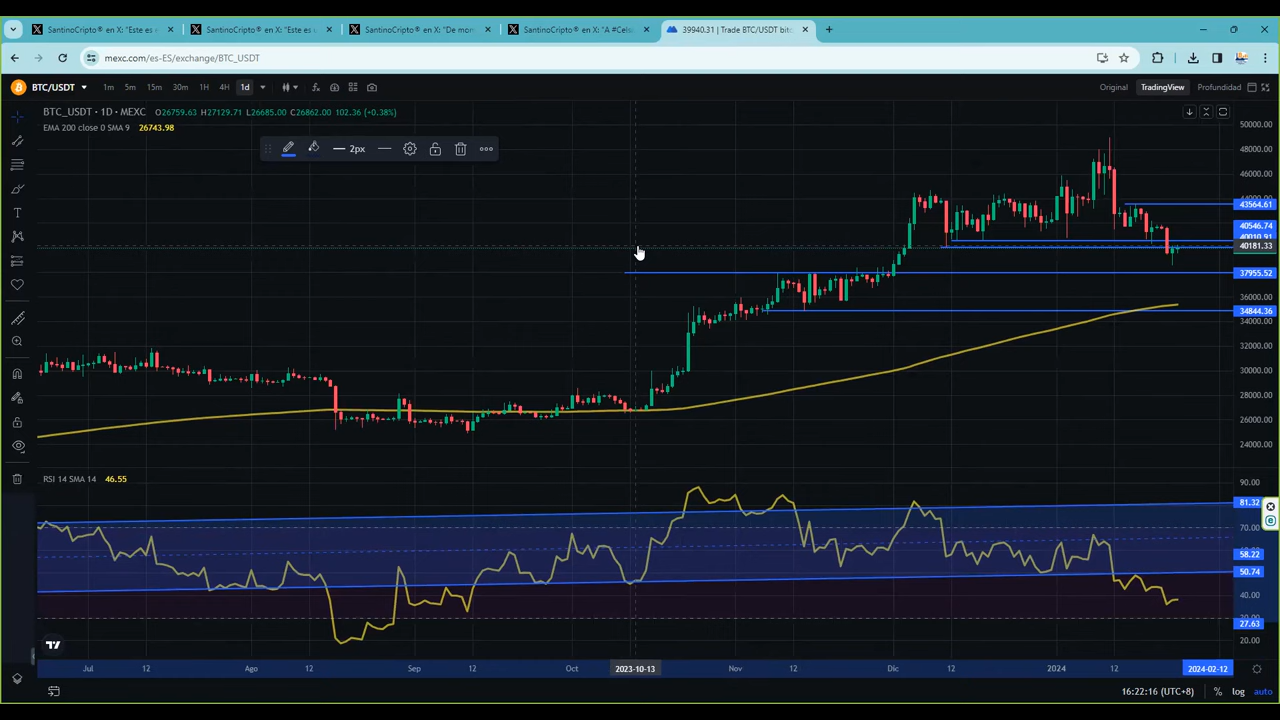 SantinoCripto® en X: "Este es e
SantinoCripto® en X: "Este es u
SantinoCripto® en X: "De mom
SantinoCripto® en X: "A #Cels
39940.31 | Trade BTC/USDT bitc
mexc.com/es-ES/exchange/BTC_USDT
BTC/USDT
1m 5m 15m 30m 1H 4H 1d
Original TradingView Profundidad
BTC_USDT · 1D · MEXC O26759.63 H27129.71 L26685.00 C26862.00 102.36 (+0.38%)
EMA 200 close 0 SMA 9 26743.98
2px
50000.00
48000.00
46000.00
43564.61
40546.74
40181.33
37955.52
36000.00
34844.36
34000.00
32000.00
30000.00
28000.00
26000.00
24000.00
RSI 14 SMA 14 46.55
90.00
81.32
70.00
58.22
50.74
40.00
27.63
20.00
Jul 12 Ago 12 Sep 12 Oct 2023-10-13 Nov 12 Dic 12 2024 12 2024-02-12
16:22:16 (UTC+8) % log auto